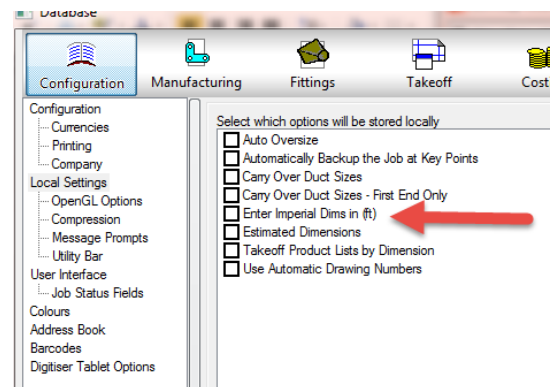 Database
Configuration Manufacturing Fittings Takeoff Cost
Configuration
Currencies
Printing
Company
Local Settings
OpenGL Options
Compression
Message Prompts
Utility Bar
User Interface
Job Status Fields
Colours
Address Book
Barcodes
Digitiser Tablet Options
Select which options will be stored locally
Auto Oversize
Automatically Backup the Job at Key Points
Carry Over Duct Sizes
Carry Over Duct Sizes - First End Only
Enter Imperial Dims in (ft)
Estimated Dimensions
Takeoff Product Lists by Dimension
Use Automatic Drawing Numbers